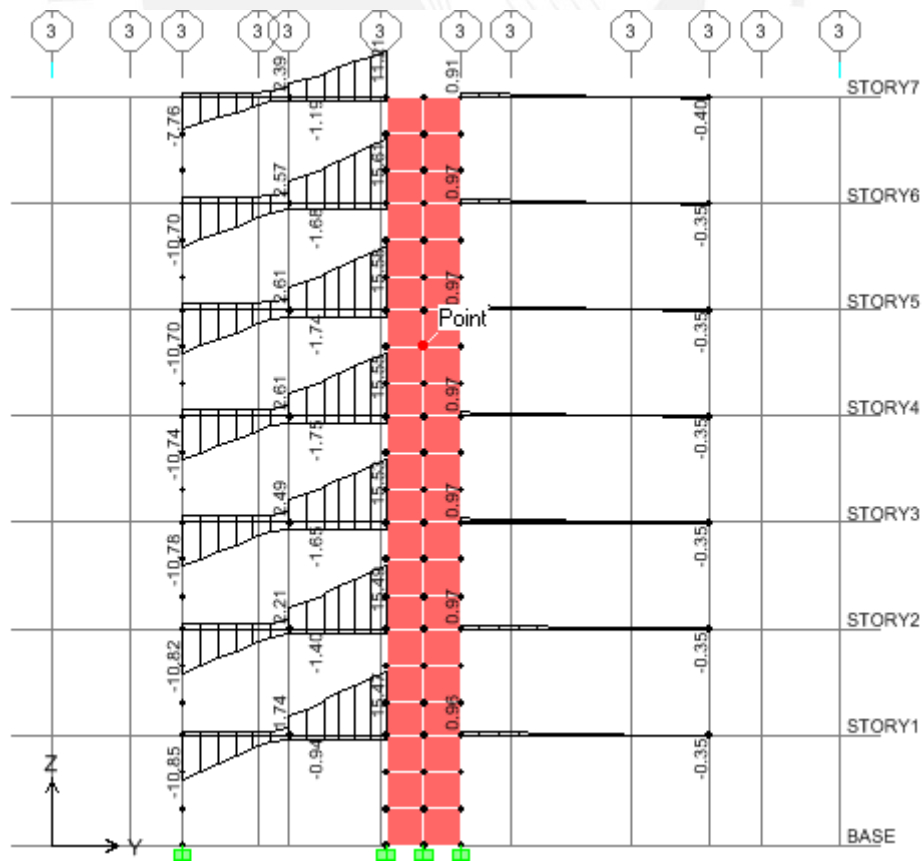 3 3 3 3 3 3 3 3 3 3 3 3
2.39 11.21 0.91
STORY7
-7.76 -1.19 -0.40
2.57 15.61 0.97
STORY6
-10.70 -1.68 -0.35
2.61 15.58 0.97
STORY5
Point
-10.70 -1.74 -0.35
2.61 15.55 0.97
STORY4
-10.74 -1.75 -0.35
2.49 15.53 0.97
STORY3
-10.78 -1.65 -0.35
2.21 15.49 0.97
STORY2
-10.82 -1.40 -0.35
1.74 15.47 0.96
STORY1
-10.85 -0.94 -0.35
Z
Y
BASE